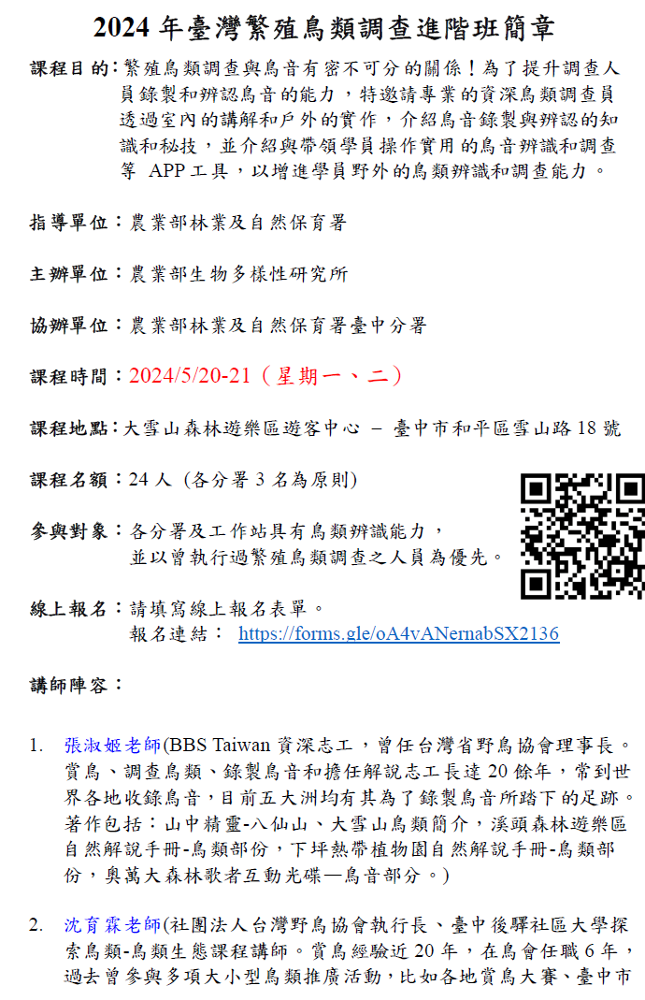 2024 年臺灣繁殖鳥類調查進階班簡章
課程目的：繁殖鳥類調查與鳥音有密不可分的關係！為了提升調查人
員錄製和辨認鳥音的能力，特邀請專業的資深鳥類調查員
透過室內的講解和戶外的實作，介紹鳥音錄製與辨認的知
識和秘技，並介紹與帶領學員操作實用的鳥音辨識和調查
等 APP 工具，以增進學員野外的鳥類辨識和調查能力。
指導單位：農業部林業及自然保育署
主辦單位：農業部生物多樣性研究所
協辦單位：農業部林業及自然保育署臺中分署
課程時間：2024/5/20-21（星期一、二）
課程地點：大雪山森林遊樂區遊客中心 – 臺中市和平區雪山路 18 號
課程名額：24 人 (各分署 3 名為原則)
參與對象：各分署及工作站具有鳥類辨識能力，
並以曾執行過繁殖鳥類調查之人員為優先。
線上報名：請填寫線上報名表單。
報名連結： https://forms.gle/oA4vANernabSX2136
講師陣容：
1. 張淑姬老師(BBS Taiwan 資深志工，曾任台灣省野鳥協會理事長。
賞鳥、調查鳥類、錄製鳥音和擔任解說志工長達 20 餘年，常到世
界各地收錄鳥音，目前五大洲均有其為了錄製鳥音所踏下的足跡。
著作包括：山中精靈-八仙山、大雪山鳥類簡介，溪頭森林遊樂區
自然解說手冊-鳥類部份，下坪熱帶植物園自然解說手冊-鳥類部
份，奧萬大森林歌者互動光碟—鳥音部分。)
2. 沈育霖老師(社團法人台灣野鳥協會執行長、臺中後驛社區大學探
索鳥類-鳥類生態課程講師。賞鳥經驗近 20 年，在鳥會任職 6 年，
過去曾參與多項大小型鳥類推廣活動，比如各地賞鳥大賽、臺中市